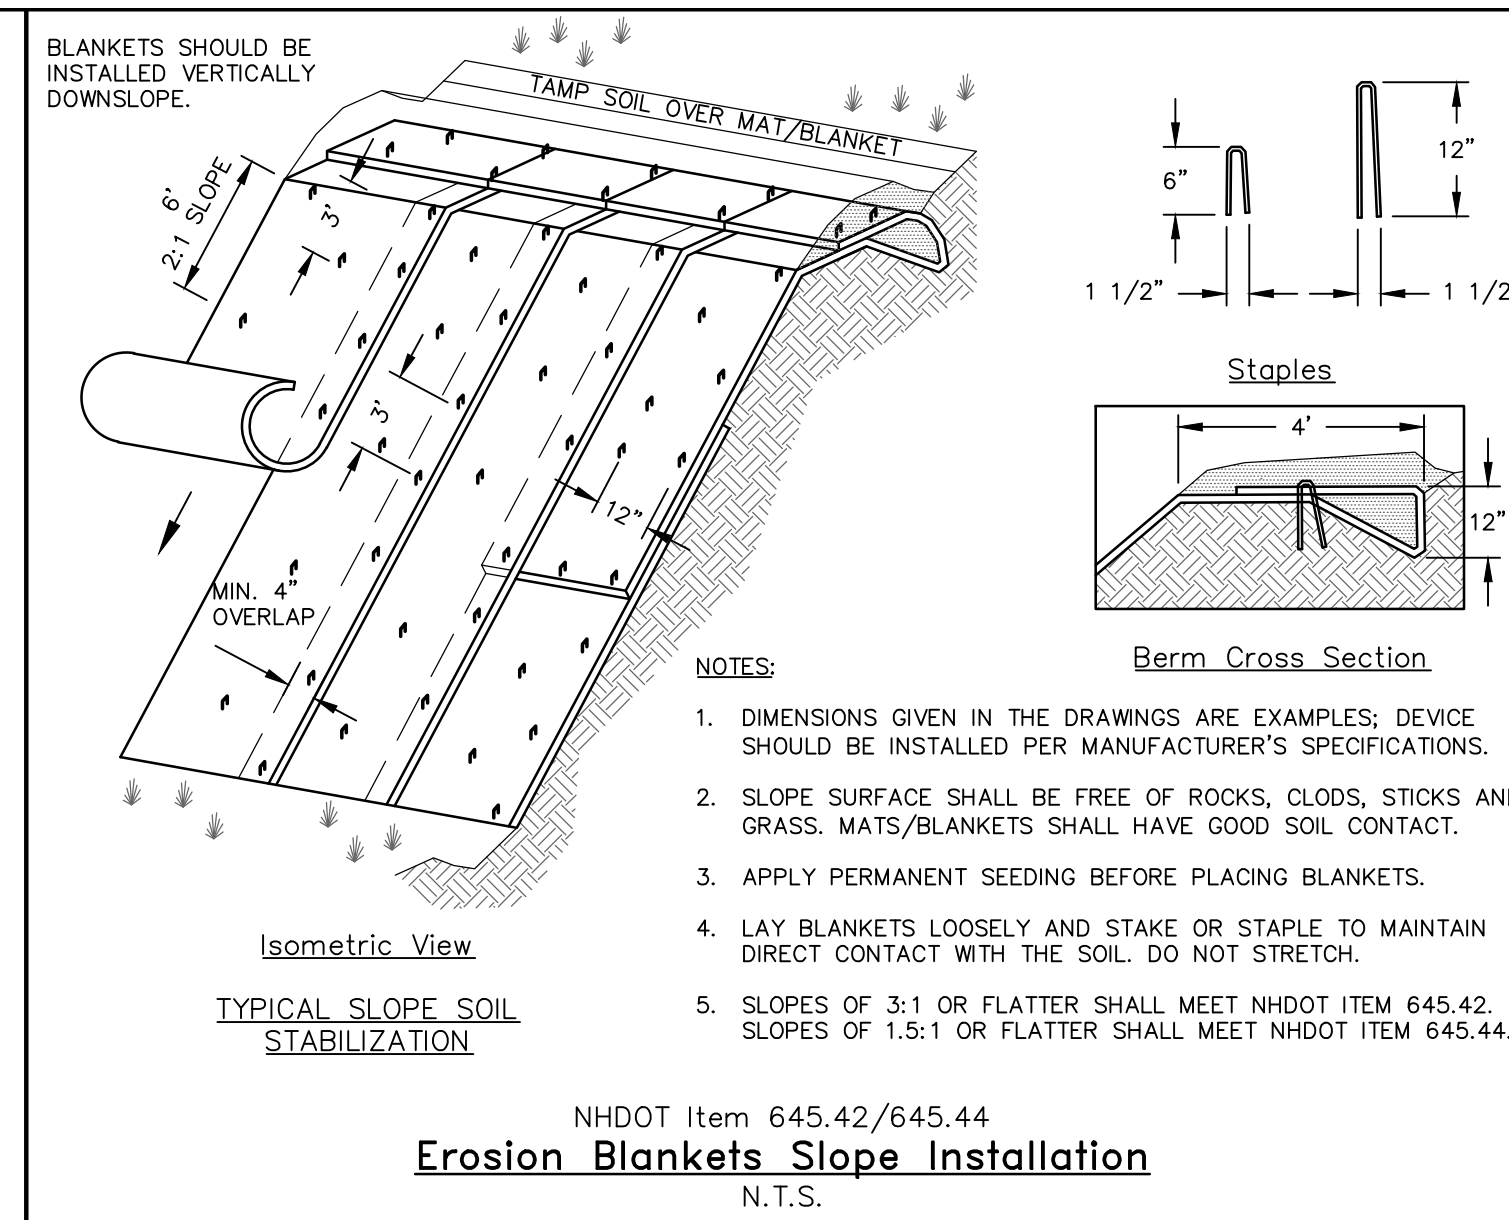 BLANKETS SHOULD BE
INSTALLED VERTICALLY
DOWNSLOPE.
TAMP SOIL OVER MAT/BLANKET
6'
2:1 SLOPE
3'
3'
12"
MIN. 4"
OVERLAP
Isometric View
TYPICAL SLOPE SOIL
STABILIZATION
6"
12"
1 1/2"
1 1/2
Staples
4'
12"
Berm Cross Section
NOTES:
1. DIMENSIONS GIVEN IN THE DRAWINGS ARE EXAMPLES; DEVICE
SHOULD BE INSTALLED PER MANUFACTURER'S SPECIFICATIONS.
2. SLOPE SURFACE SHALL BE FREE OF ROCKS, CLODS, STICKS AND
GRASS. MATS/BLANKETS SHALL HAVE GOOD SOIL CONTACT.
3. APPLY PERMANENT SEEDING BEFORE PLACING BLANKETS.
4. LAY BLANKETS LOOSELY AND STAKE OR STAPLE TO MAINTAIN
DIRECT CONTACT WITH THE SOIL. DO NOT STRETCH.
5. SLOPES OF 3:1 OR FLATTER SHALL MEET NHDOT ITEM 645.42.
SLOPES OF 1.5:1 OR FLATTER SHALL MEET NHDOT ITEM 645.44.
NHDOT Item 645.42/645.44
Erosion Blankets Slope Installation
N.T.S.